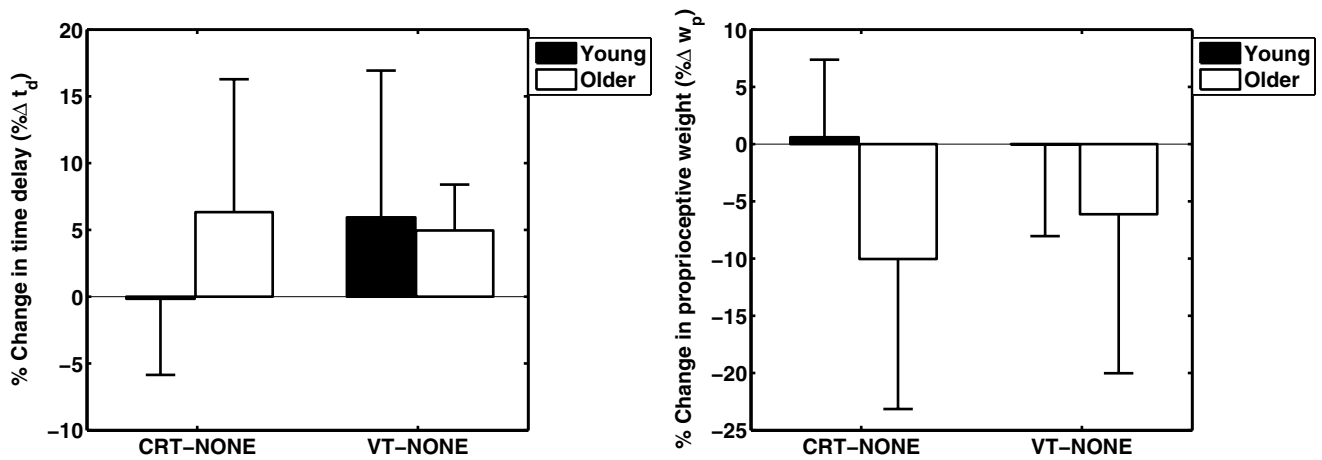 % Change in time delay (%Δ t_d)
20
15
10
5
0
−5
−10
CRT−NONE
VT−NONE
Young
Older
% Change in proprioceptive weight (%Δ w_p)
10
5
0
−5
−10
−15
−20
−25
CRT−NONE
VT−NONE
Young
Older